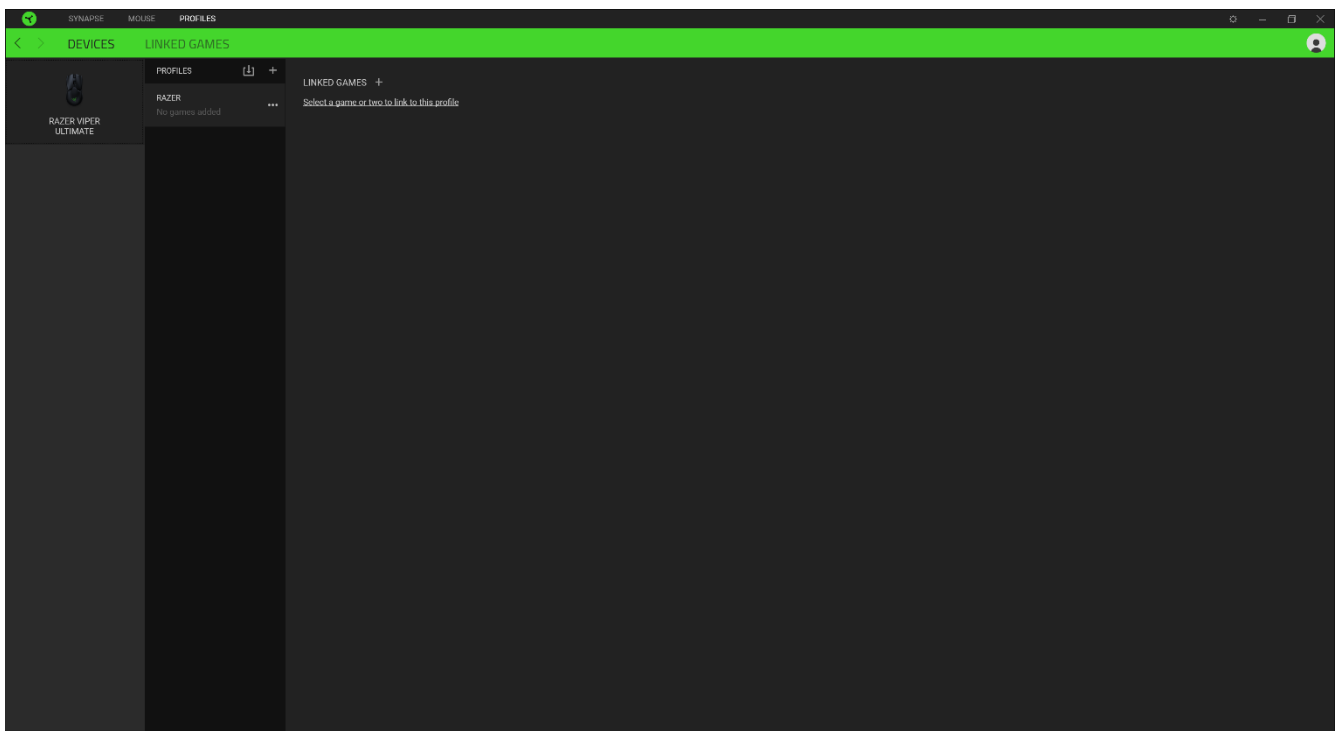 SYNAPSE MOUSE PROFILES
DEVICES LINKED GAMES
RAZER VIPER
ULTIMATE
PROFILES
RAZER
No games added
LINKED GAMES
Select a game or two to link to this profile